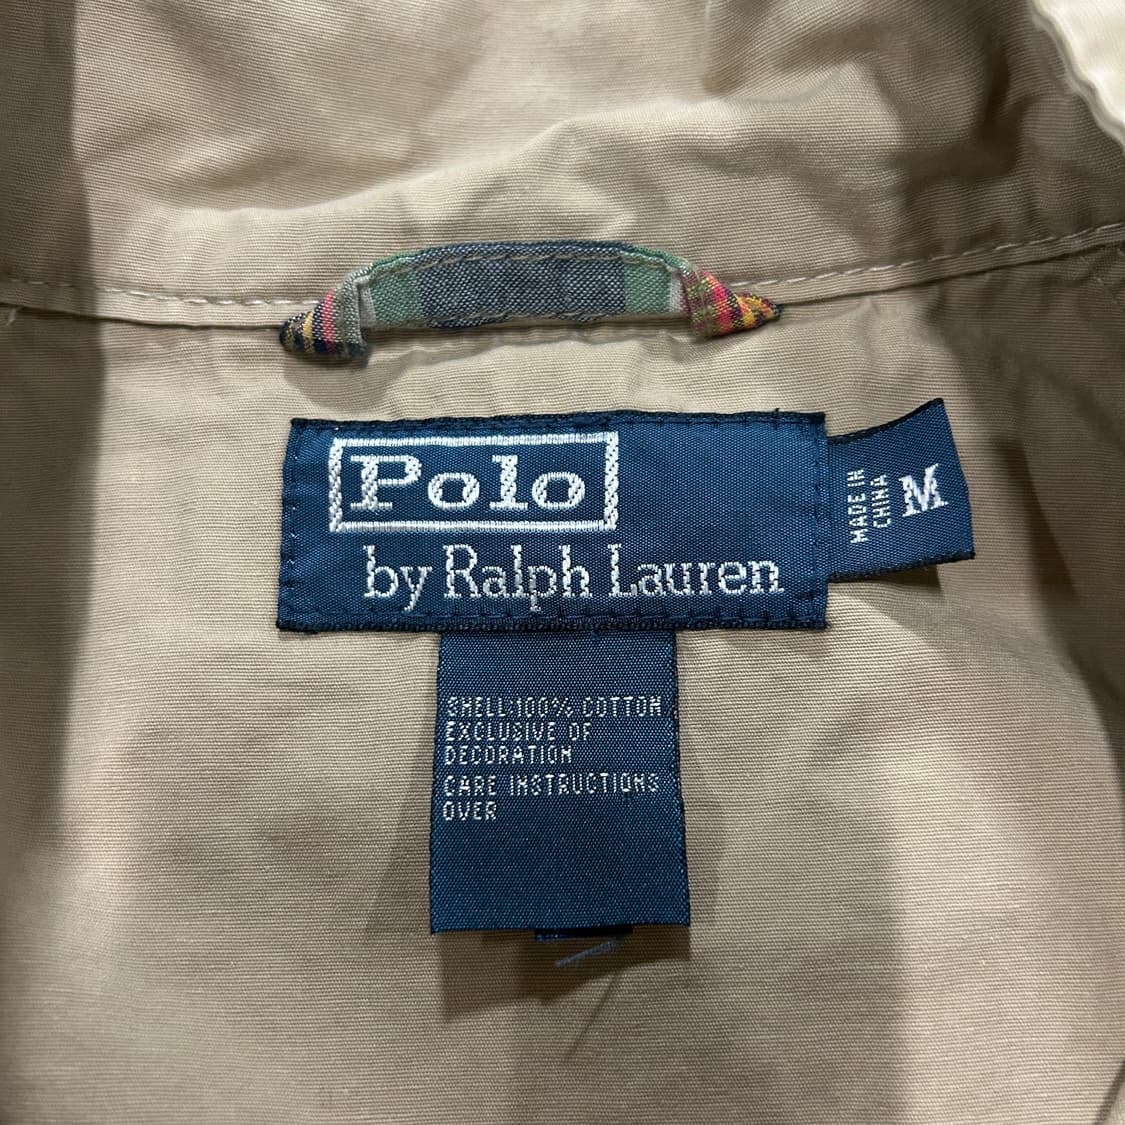 Polo
by Ralph Lauren
MADE IN
CHINA
M
SHELL:100% COTTON
EXCLUSIVE OF
DECORATION
CARE INSTRUCTIONS
OVER